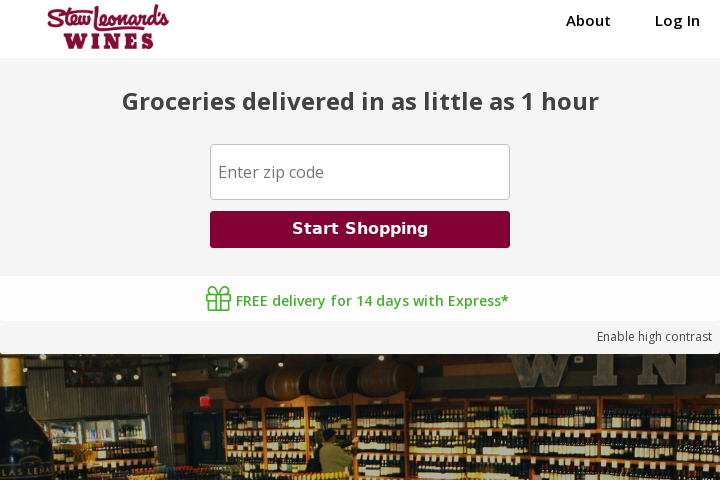 Stew Leonard's
WINES
About
Log In
Groceries delivered in as little as 1 hour
Enter zip code
Start Shopping
FREE delivery for 14 days with Express*
Enable high contrast
WIN